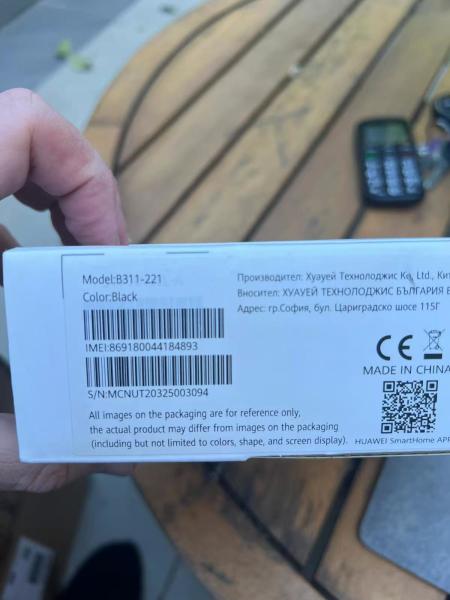 Model:B311-221
Color:Black
IMEI:869180044184893
S/N:MCNUT20325003094
All images on the packaging are for reference only,
the actual product may differ from images on the packaging
(including but not limited to colors, shape, and screen display).
Производител: Хуауей Технолоджис Ко., Ltd., Кит
Вносител: ХУАУЕЙ ТЕХНОЛОДЖИС БЪЛГАРИЯ Е
Адрес: гр.София, бул. Цариградско шосе 115Г
CE
MADE IN CHINA
HUAWEI SmartHome APP